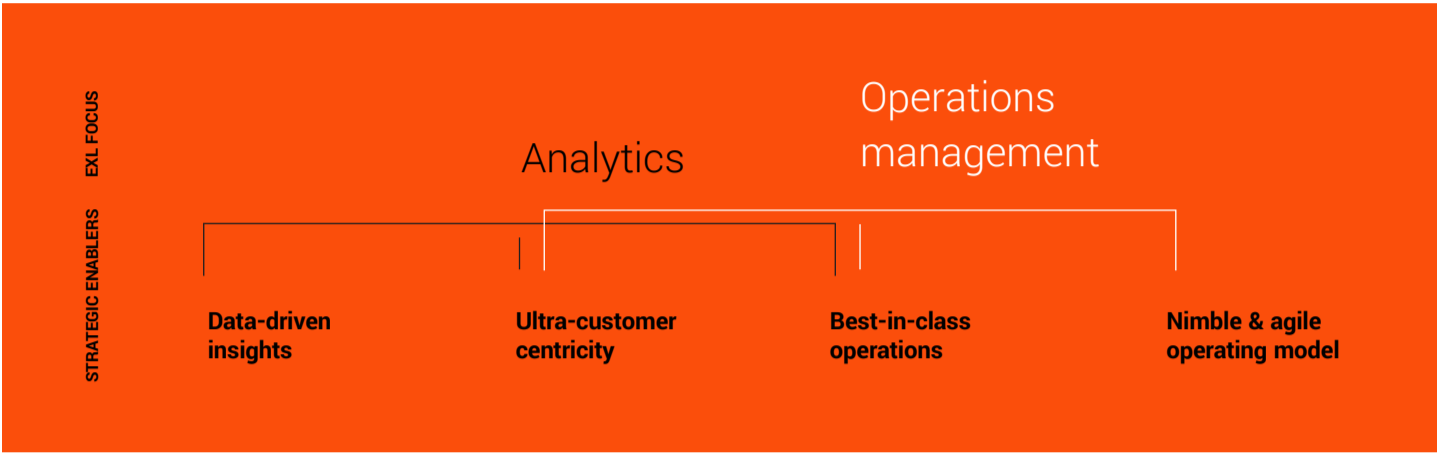 EXL FOCUS
Operations
management
Analytics
STRATEGIC ENABLERS
Data-driven
insights
Ultra-customer
centricity
Best-in-class
operations
Nimble & agile
operating model